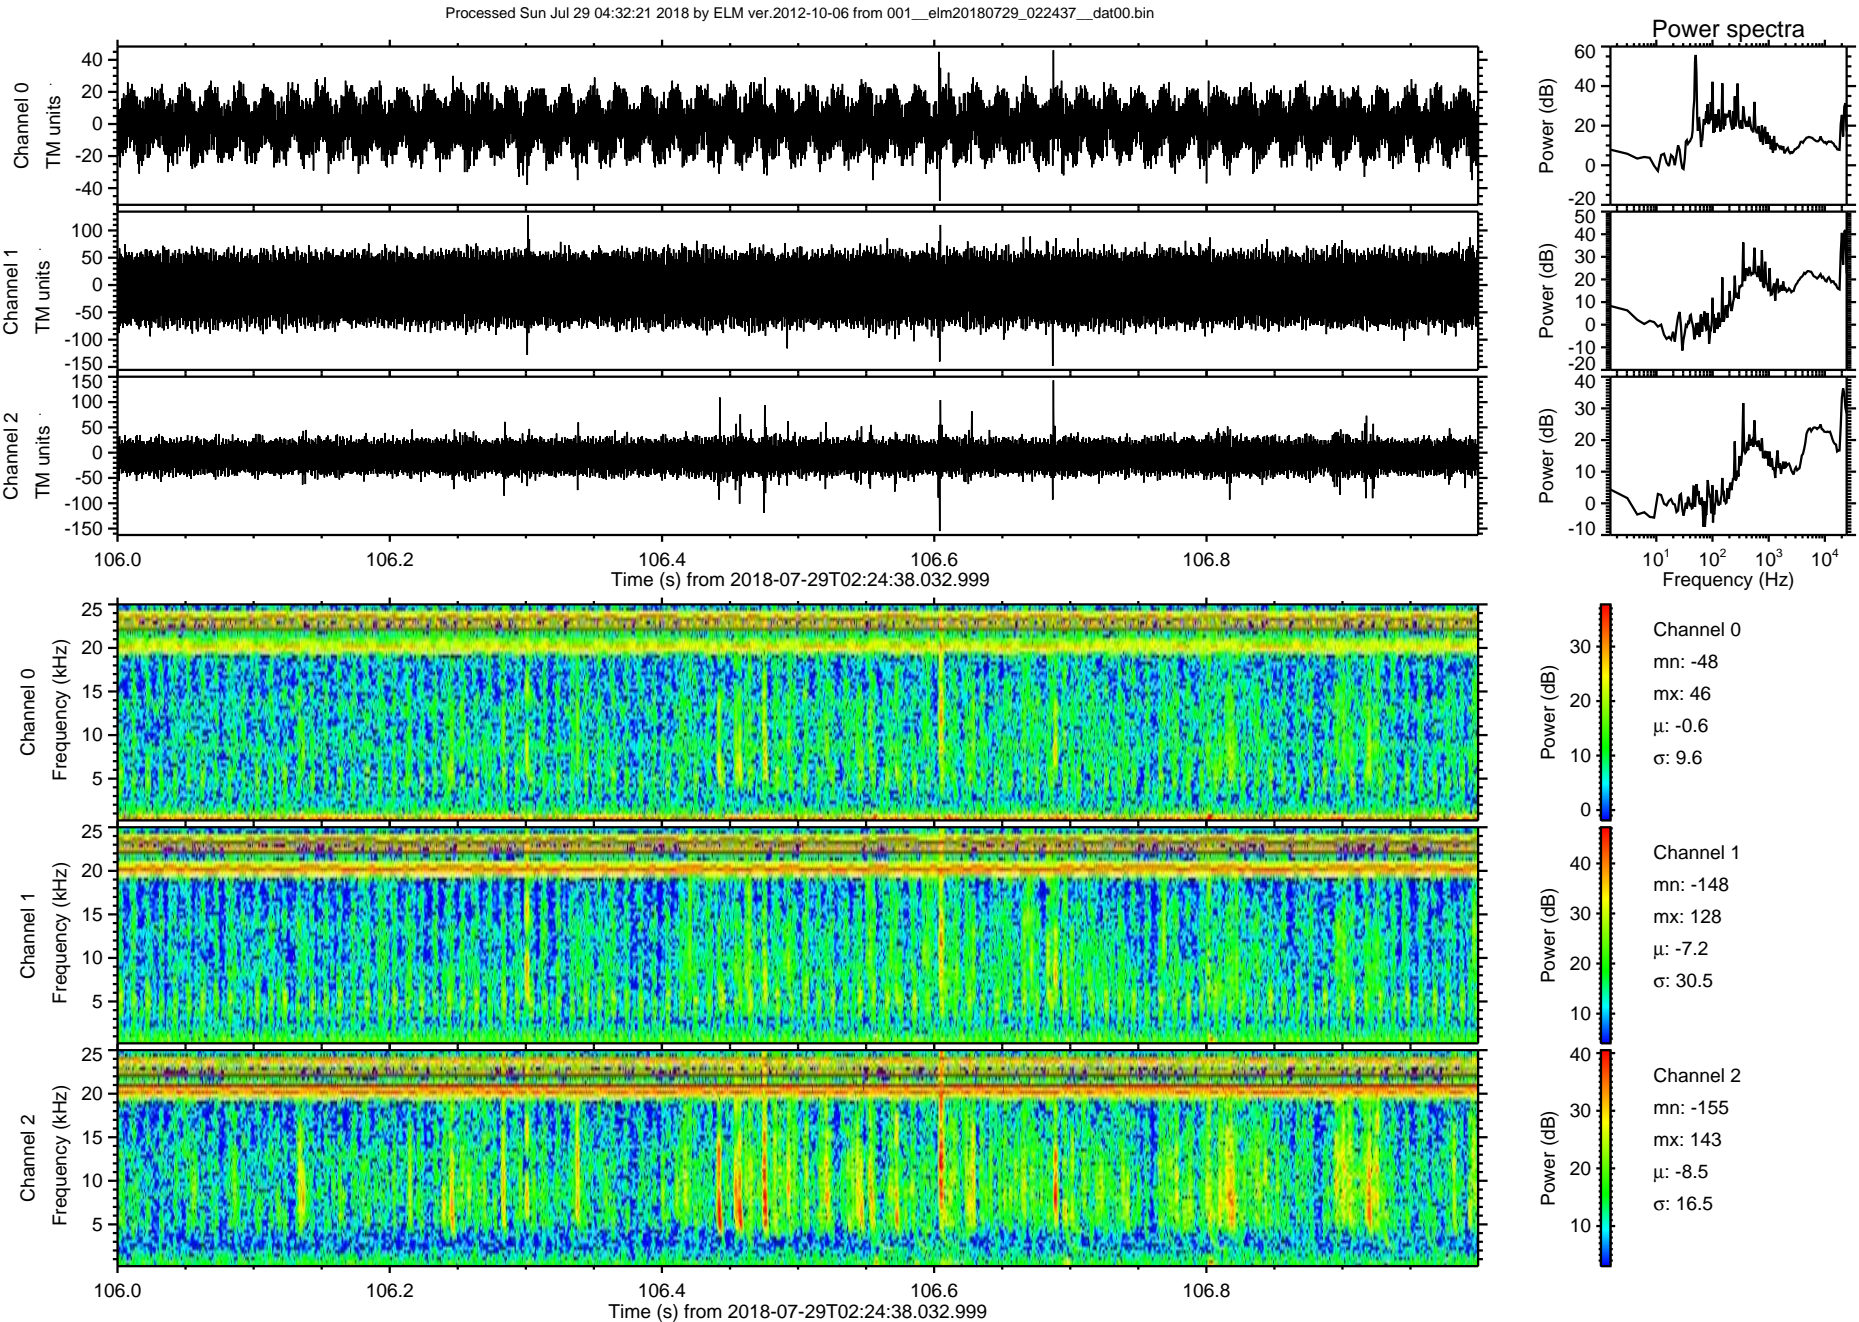 Processed Sun Jul 29 04:32:21 2018 by ELM ver.2012-10-06 from 001__elm20180729_022437__dat00.bin
Power spectra
Channel 0
TM units
40
20
0
-20
-40
Power (dB)
60
40
20
0
-20
Channel 1
TM units
100
50
0
-50
-100
-150
Power (dB)
50
40
30
20
10
0
-10
-20
Channel 2
TM units
150
100
50
0
-50
-100
-150
Power (dB)
40
30
20
10
0
-10
106.0 106.2 106.4 106.6 106.8
Time (s) from 2018-07-29T02:24:38.032.999
10^1 10^2 10^3 10^4
Frequency (Hz)
Channel 0
Frequency (kHz)
25
20
15
10
5
Power (dB)
30
20
10
0
Channel 0
mn: -48
mx: 46
μ: -0.6
σ: 9.6
Channel 1
Frequency (kHz)
25
20
15
10
5
Power (dB)
40
30
20
10
Channel 1
mn: -148
mx: 128
μ: -7.2
σ: 30.5
Channel 2
Frequency (kHz)
25
20
15
10
5
Power (dB)
40
30
20
10
Channel 2
mn: -155
mx: 143
μ: -8.5
σ: 16.5
106.0 106.2 106.4 106.6 106.8
Time (s) from 2018-07-29T02:24:38.032.999